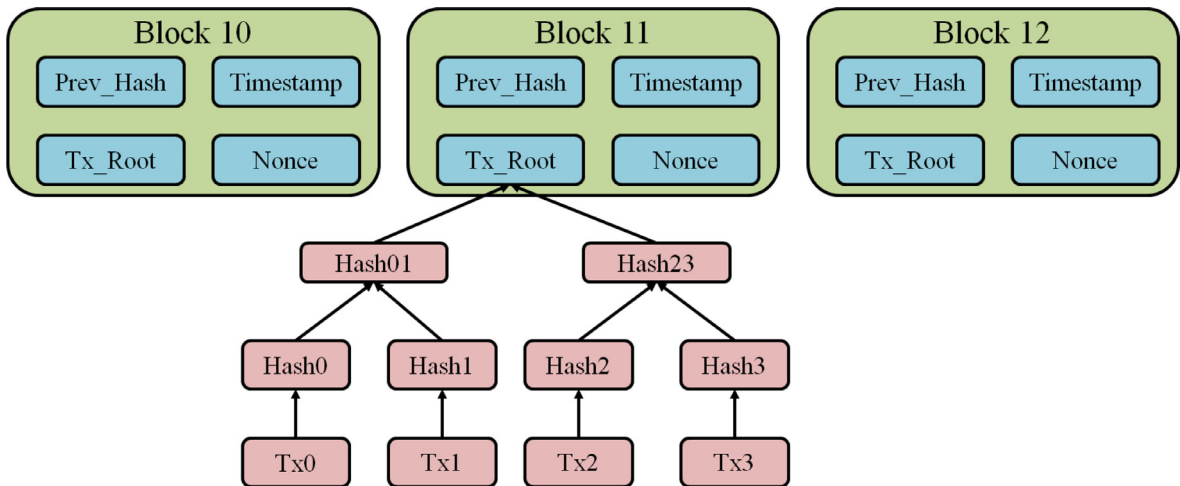 Block 10
Block 11
Block 12
Prev_Hash
Timestamp
Prev_Hash
Timestamp
Prev_Hash
Timestamp
Tx_Root
Nonce
Tx_Root
Nonce
Tx_Root
Nonce
Hash01
Hash23
Hash0
Hash1
Hash2
Hash3
Tx0
Tx1
Tx2
Tx3